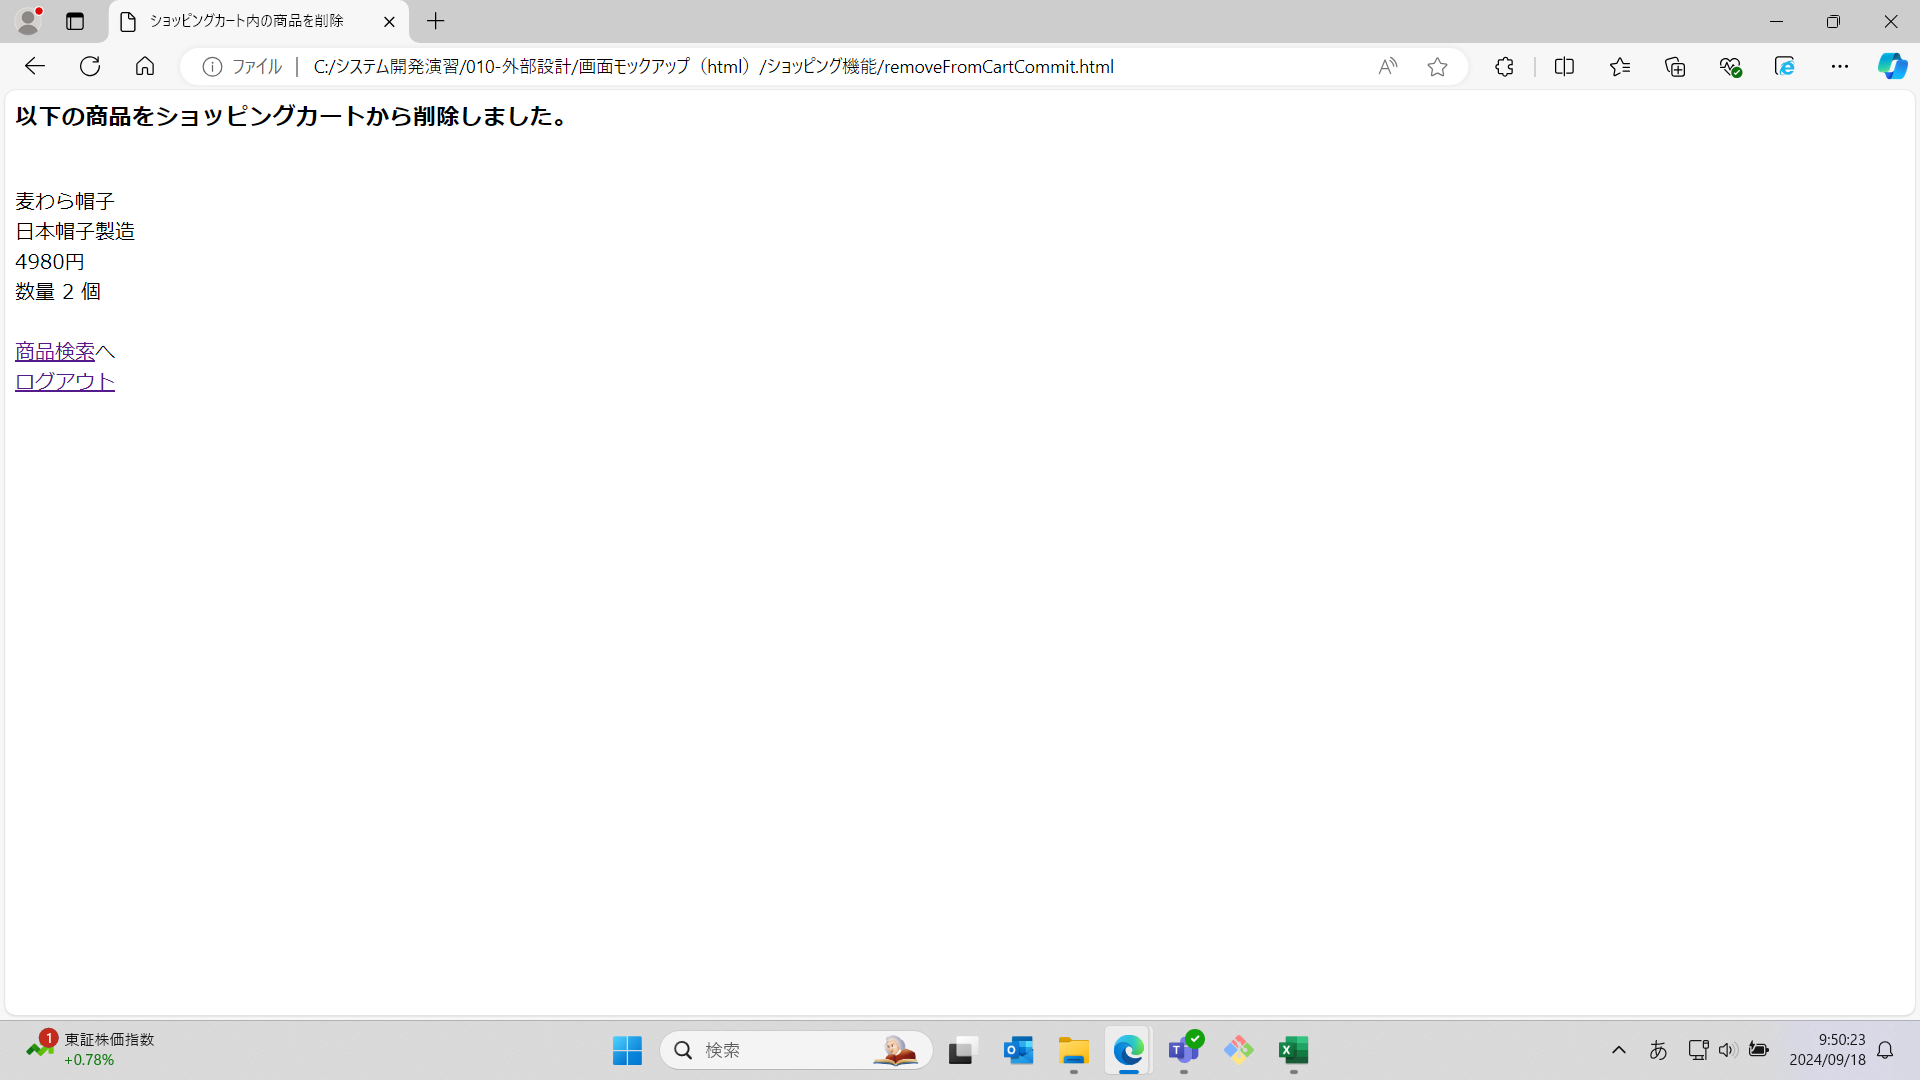 ショッピングカート内の商品を削除
ファイル
C:/システム開発演習/010-外部設計/画面モックアップ（html）/ショッピング機能/removeFromCartCommit.html
以下の商品をショッピングカートから削除しました。
麦わら帽子
日本帽子製造
4980円
数量 2 個
商品検索へ
ログアウト
1
東証株価指数
+0.78%
検索
あ
9:50:23
2024/09/18